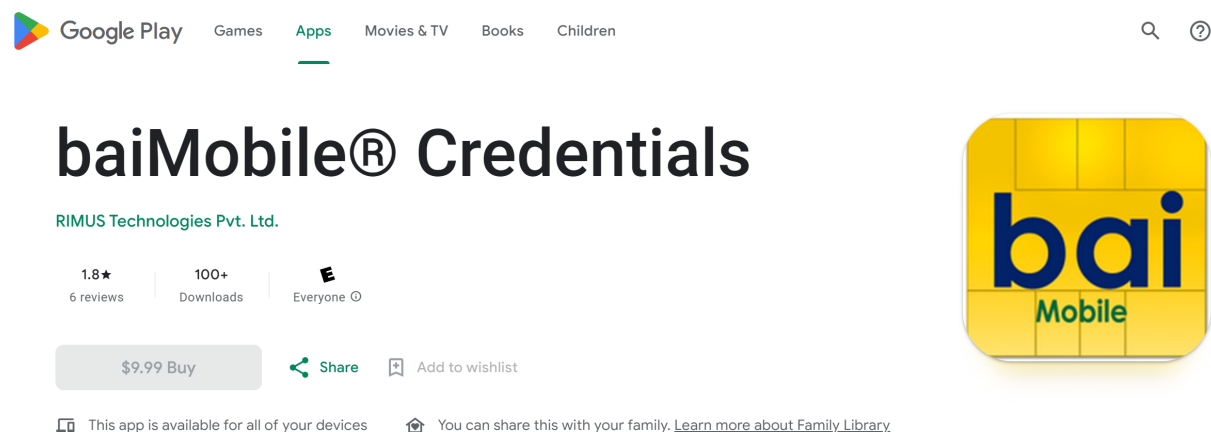 Google Play Games Apps Movies & TV Books Children
baiMobile® Credentials
RIMUS Technologies Pvt. Ltd.
1.8★ 100+ E
6 reviews Downloads Everyone
$9.99 Buy Share Add to wishlist
This app is available for all of your devices You can share this with your family. Learn more about Family Library
bai
Mobile